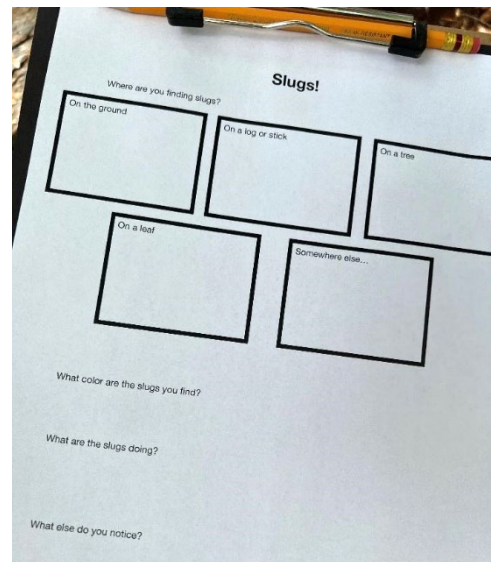 Slugs!
Where are you finding slugs?
On the ground
On a log or stick
On a tree
On a leaf
Somewhere else...
What color are the slugs you find?
What are the slugs doing?
What else do you notice?